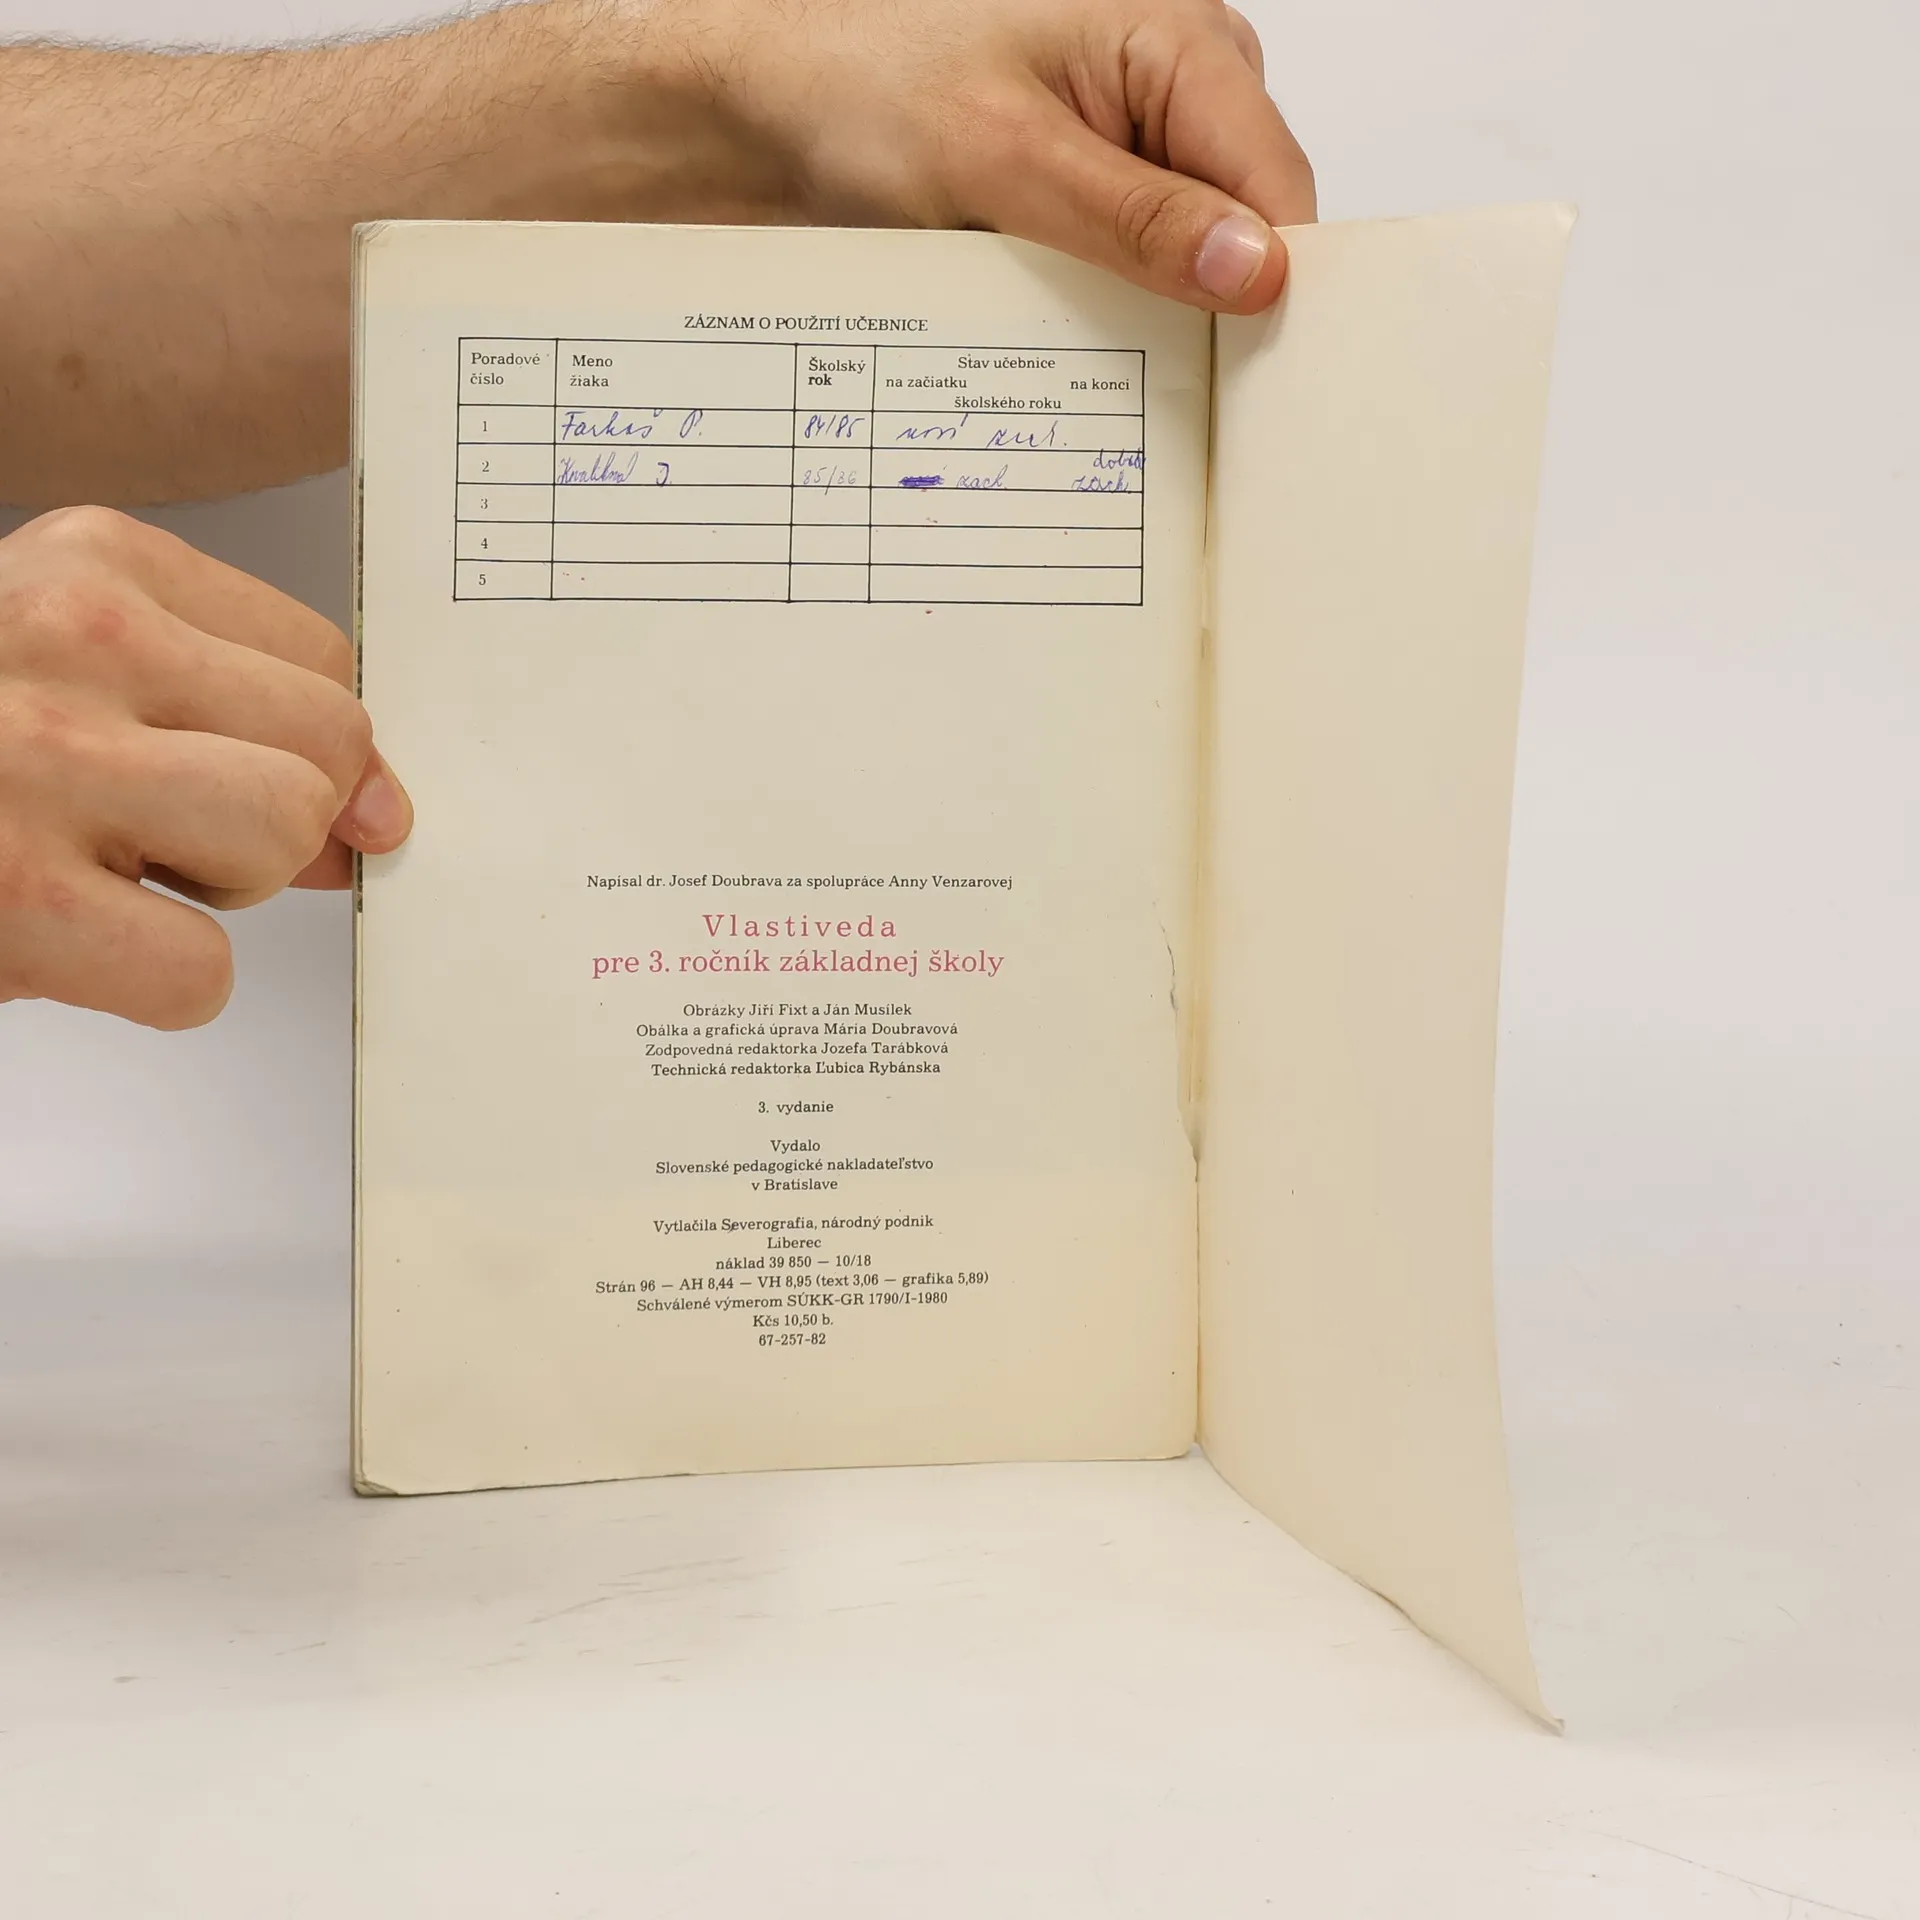 ZÁZNAM O POUŽITÍ UČEBNICE
Poradové číslo
Meno žiaka
Školský rok
Stav učebnice
na začiatku na konci
školského roku
1 Farkaš P. 84/85
2 J. 85/86 zach. dobrá zach.
3
4
5
Napísal dr. Josef Doubrava za spolupráce Anny Venzarovej
Vlastiveda
pre 3. ročník základnej školy
Obrázky Jiří Fixt a Ján Musílek
Obálka a grafická úprava Mária Doubravová
Zodpovedná redaktorka Jozefa Tarábková
Technická redaktorka Ľubica Rybánska
3. vydanie
Vydalo
Slovenské pedagogické nakladateľstvo
v Bratislave
Vytlačila Severografia, národný podnik
Liberec
náklad 39 850 — 10/18
Strán 96 — AH 8,44 — VH 8,95 (text 3,06 — grafika 5,89)
Schválené výmerom SÚKK-GR 1790/I-1980
Kčs 10,50 b.
67-257-82